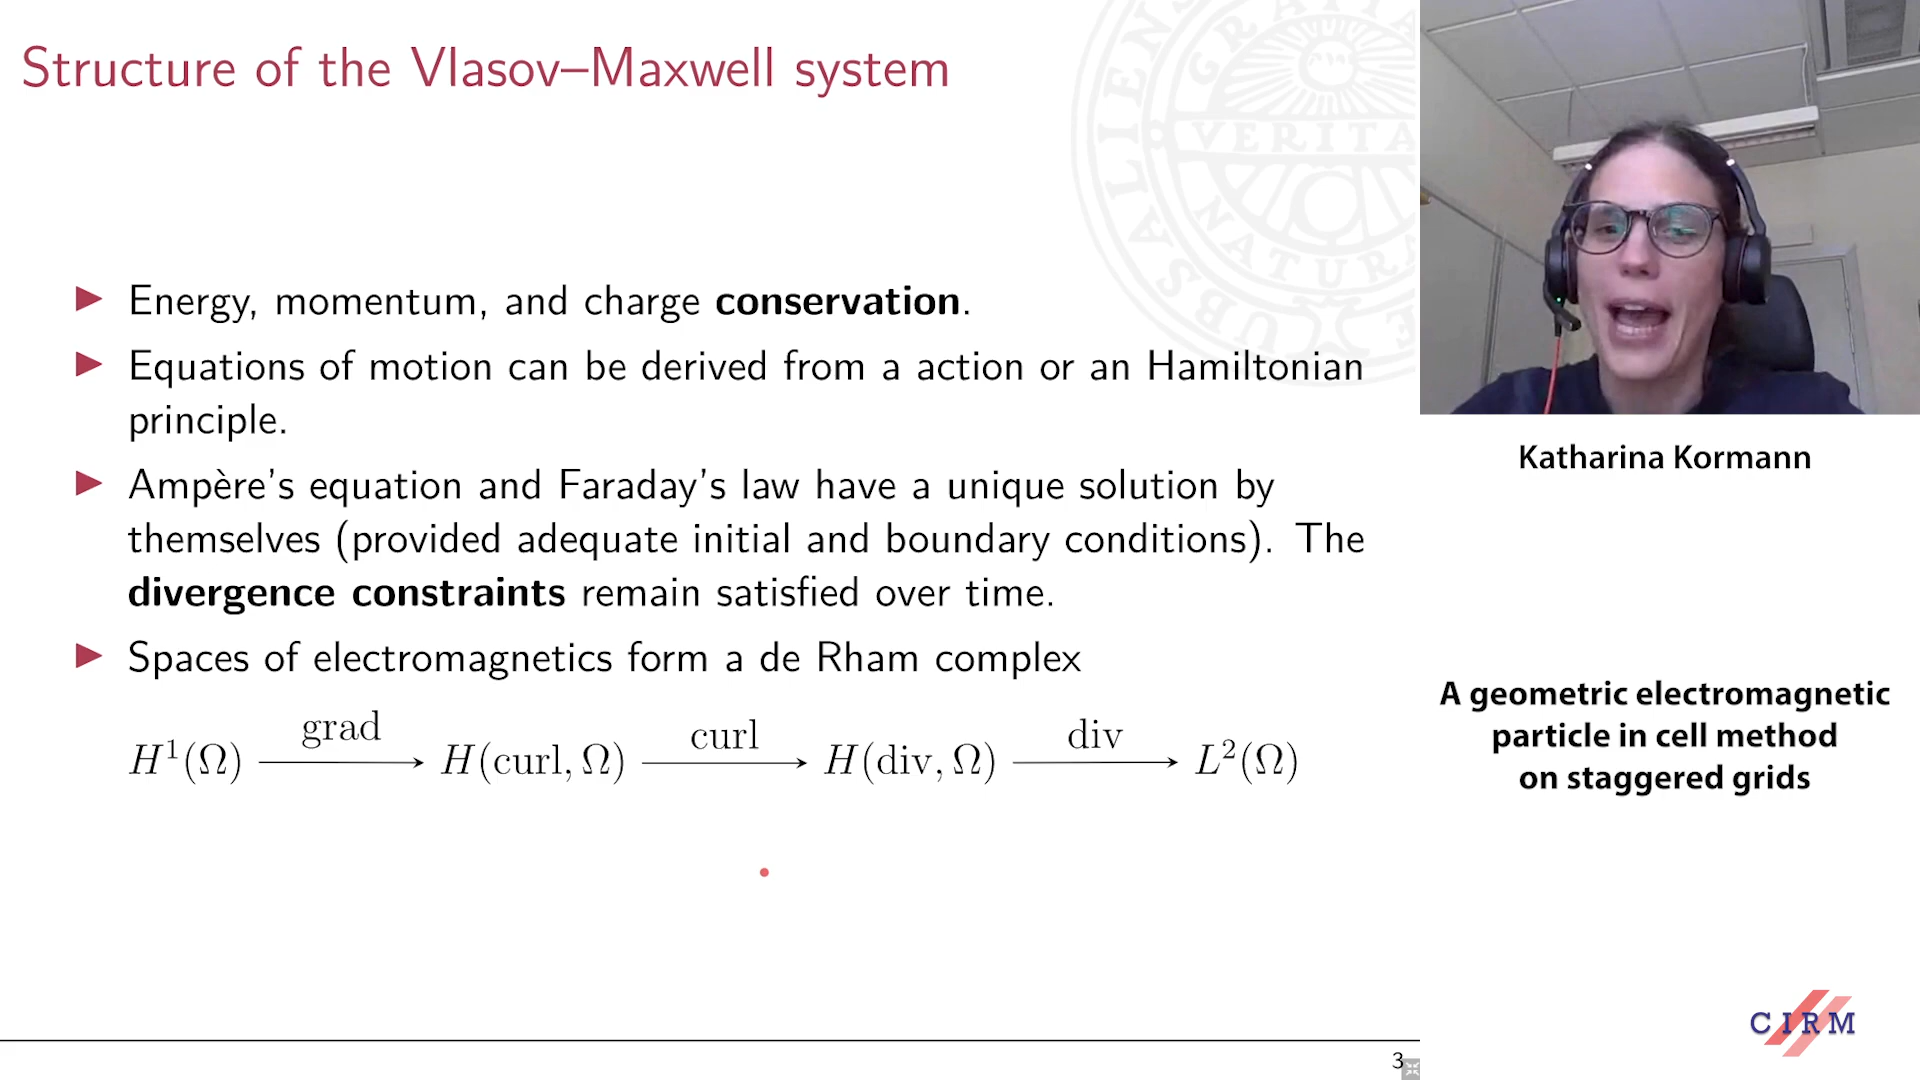 Structure of the Vlasov–Maxwell system
▶ Energy, momentum, and charge conservation.
▶ Equations of motion can be derived from a action or an Hamiltonian
principle.
▶ Ampère's equation and Faraday's law have a unique solution by
themselves (provided adequate initial and boundary conditions). The
divergence constraints remain satisfied over time.
▶ Spaces of electromagnetics form a de Rham complex
H¹(Ω) —grad→ H(curl, Ω) —curl→ H(div, Ω) —div→ L²(Ω)
3
VERITA
NATUR
GRATIA
Katharina Kormann
A geometric electromagnetic
particle in cell method
on staggered grids
CIRM